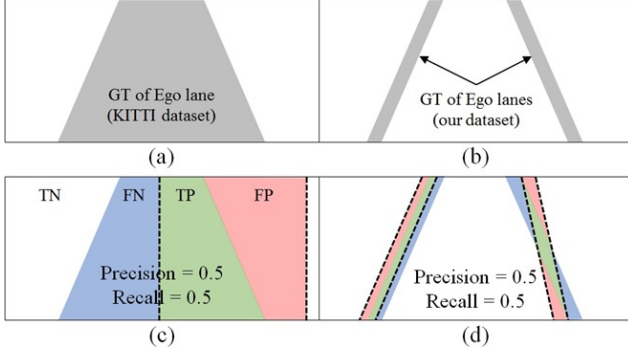 GT of Ego lane
(KITTI dataset)
GT of Ego lanes
(our dataset)
(a)
(b)
TN
FN
TP
FP
Precision = 0.5
Recall = 0.5
Precision = 0.5
Recall = 0.5
(c)
(d)